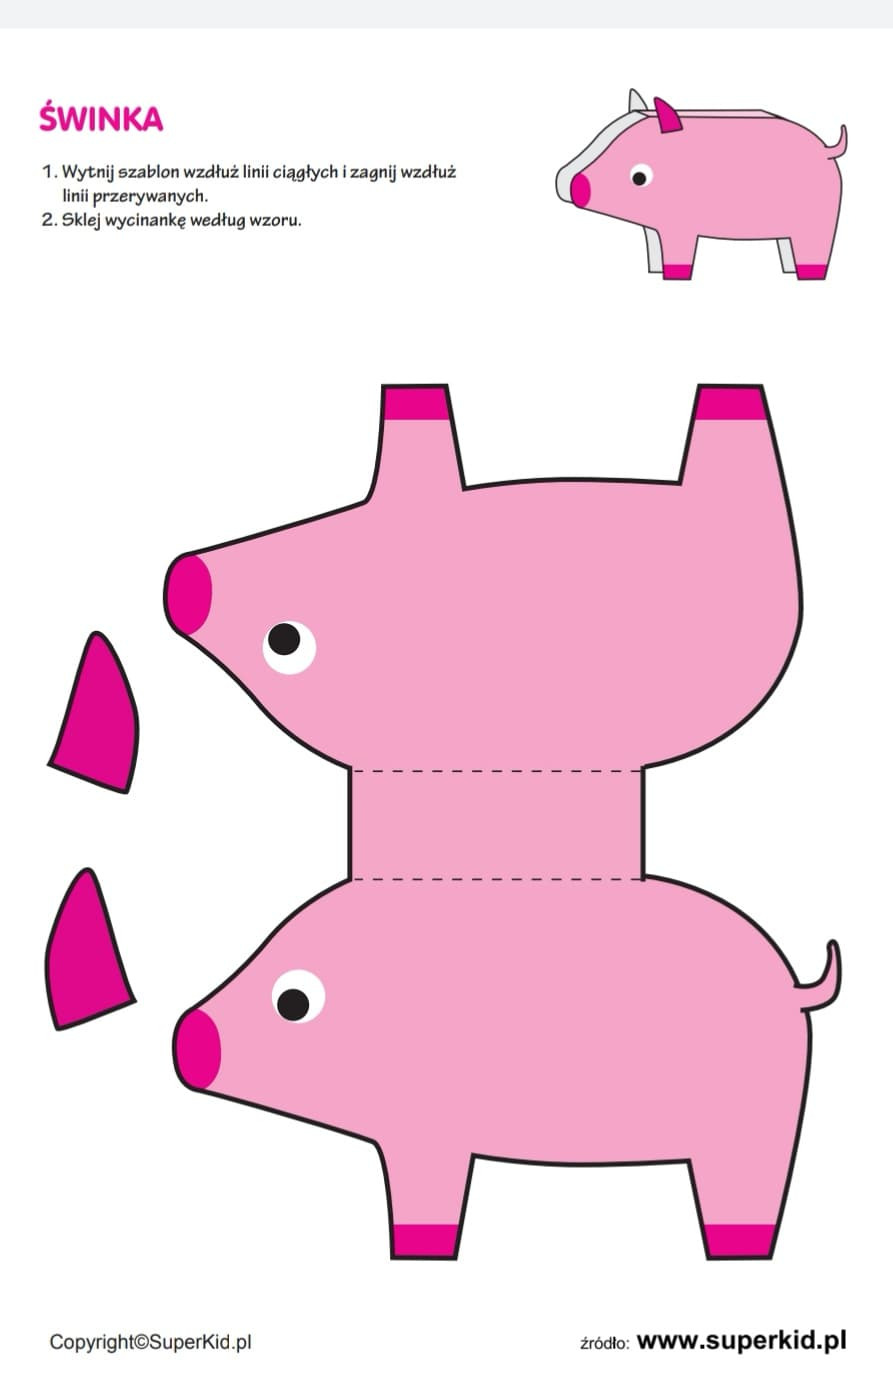 ŚWINKA
1. Wytnij szablon wzdłuż linii ciągłych i zagnij wzdłuż
linii przerywanych.
2. Sklej wycinankę według wzoru.
Copyright©SuperKid.pl
źródło: www.superkid.pl